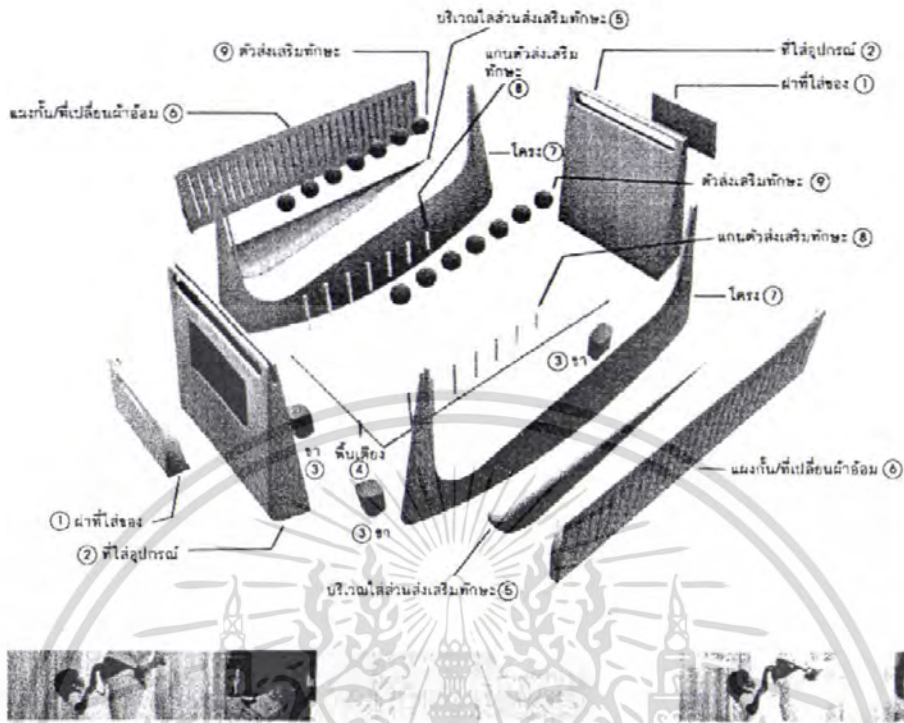 บริเวณใส่ส่วนส่งเสริมทักษะ ⑤
⑨ ตัวส่งเสริมทักษะ
แกนตัวส่งเสริม
ทักษะ
⑧
ที่ใส่อุปกรณ์ ②
ฝาที่ใส่ของ ①
แผงกั้น/ที่เปลี่ยนผ้าอ้อม ⑥
โครง ⑦
ตัวส่งเสริมทักษะ ⑨
แกนตัวส่งเสริมทักษะ ⑧
โครง ⑦
③ ขา
ขา
③
พื้นเตียง
④
③ ขา
แผงกั้น/ที่เปลี่ยนผ้าอ้อม ⑥
① ฝาที่ใส่ของ
② ที่ใส่อุปกรณ์
บริเวณใส่ส่วนส่งเสริมทักษะ ⑤